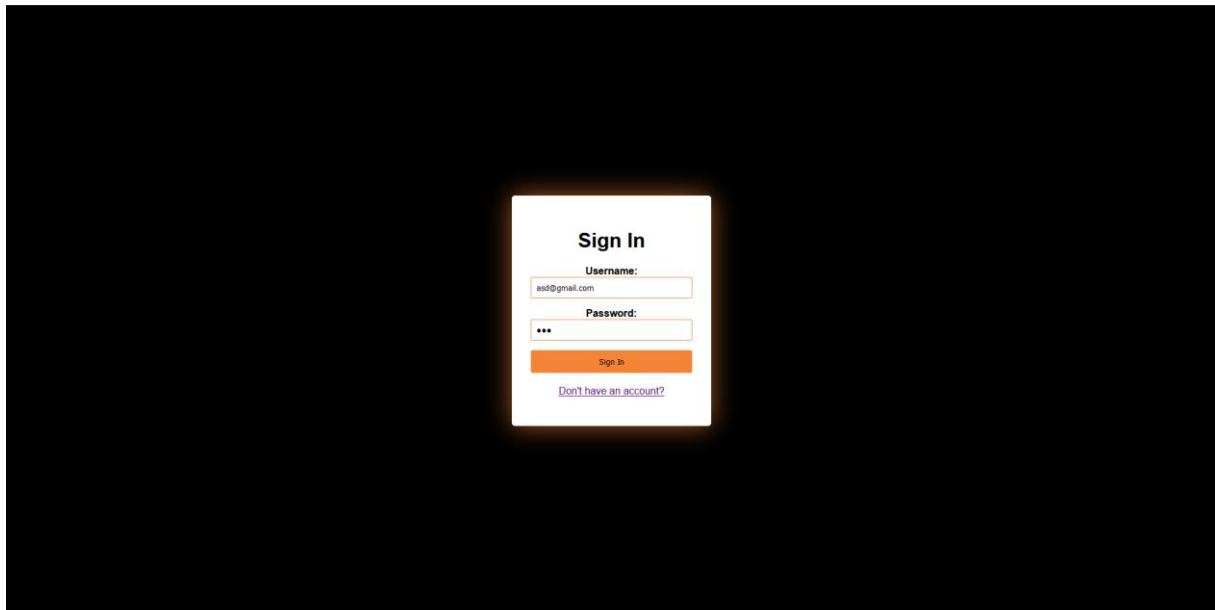 Sign In
Username:
asd@gmail.com
Password:
Sign In
Don't have an account?